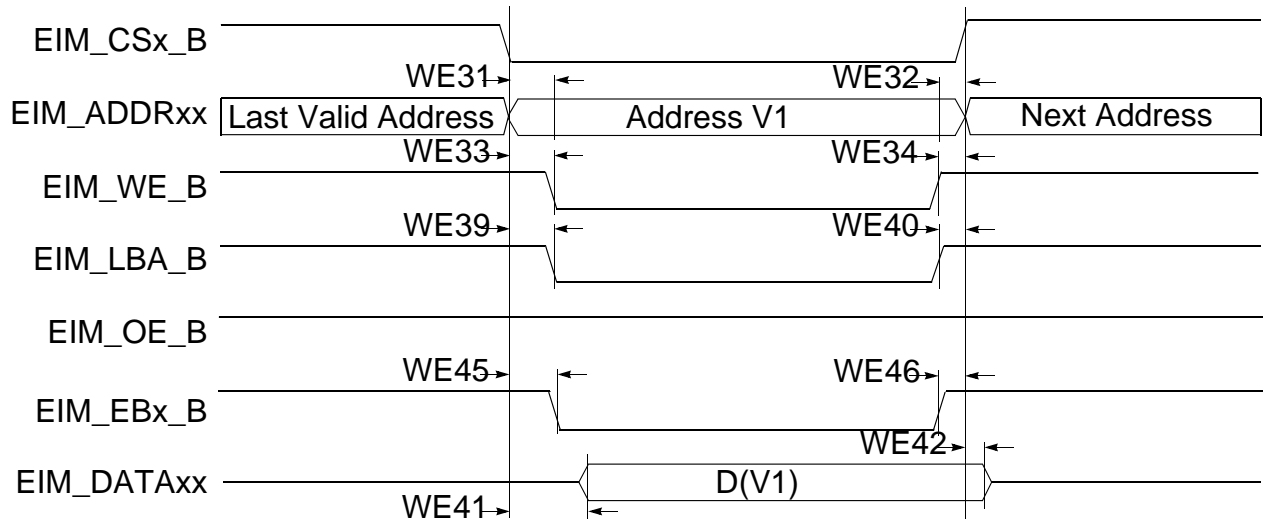 EIM_CSx_B
WE31 WE32
EIM_ADDRxx Last Valid Address Address V1 Next Address
WE33 WE34
EIM_WE_B
WE39 WE40
EIM_LBA_B
EIM_OE_B
WE45 WE46
EIM_EBx_B
WE42
EIM_DATAxx D(V1)
WE41